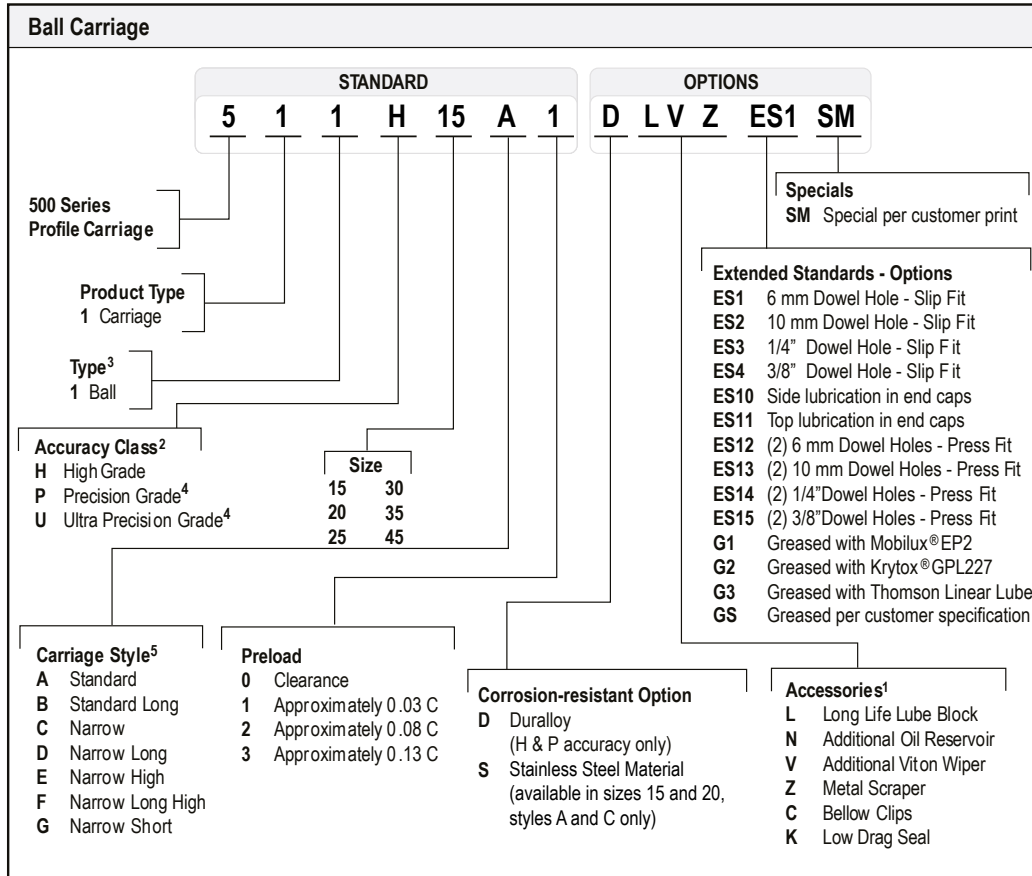 Ball Carriage
STANDARD
OPTIONS
5 1 1 H 15 A 1 D L V Z ES1 SM
500 Series
Profile Carriage
Product Type
1 Carriage
Type3
1 Ball
Accuracy Class2
H High Grade
P Precision Grade4
U Ultra Precision Grade4
Size
15 30
20 35
25 45
Specials
SM Special per customer print
Extended Standards - Options
ES1 6 mm Dowel Hole - Slip Fit
ES2 10 mm Dowel Hole - Slip Fit
ES3 1/4” Dowel Hole - Slip Fit
ES4 3/8” Dowel Hole - Slip Fit
ES10 Side lubrication in end caps
ES11 Top lubrication in end caps
ES12 (2) 6 mm Dowel Holes - Press Fit
ES13 (2) 10 mm Dowel Holes - Press Fit
ES14 (2) 1/4”Dowel Holes - Press Fit
ES15 (2) 3/8”Dowel Holes - Press Fit
G1 Greased with Mobilux® EP2
G2 Greased with Krytox® GPL227
G3 Greased with Thomson Linear Lube
GS Greased per customer specification
Carriage Style5
A Standard
B Standard Long
C Narrow
D Narrow Long
E Narrow High
F Narrow Long High
G Narrow Short
Preload
0 Clearance
1 Approximately 0.03 C
2 Approximately 0.08 C
3 Approximately 0.13 C
Corrosion-resistant Option
D Duralloy
(H & P accuracy only)
S Stainless Steel Material
(available in sizes 15 and 20,
styles A and C only)
Accessories1
L Long Life Lube Block
N Additional Oil Reservoir
V Additional Viton Wiper
Z Metal Scraper
C Bellow Clips
K Low Drag Seal